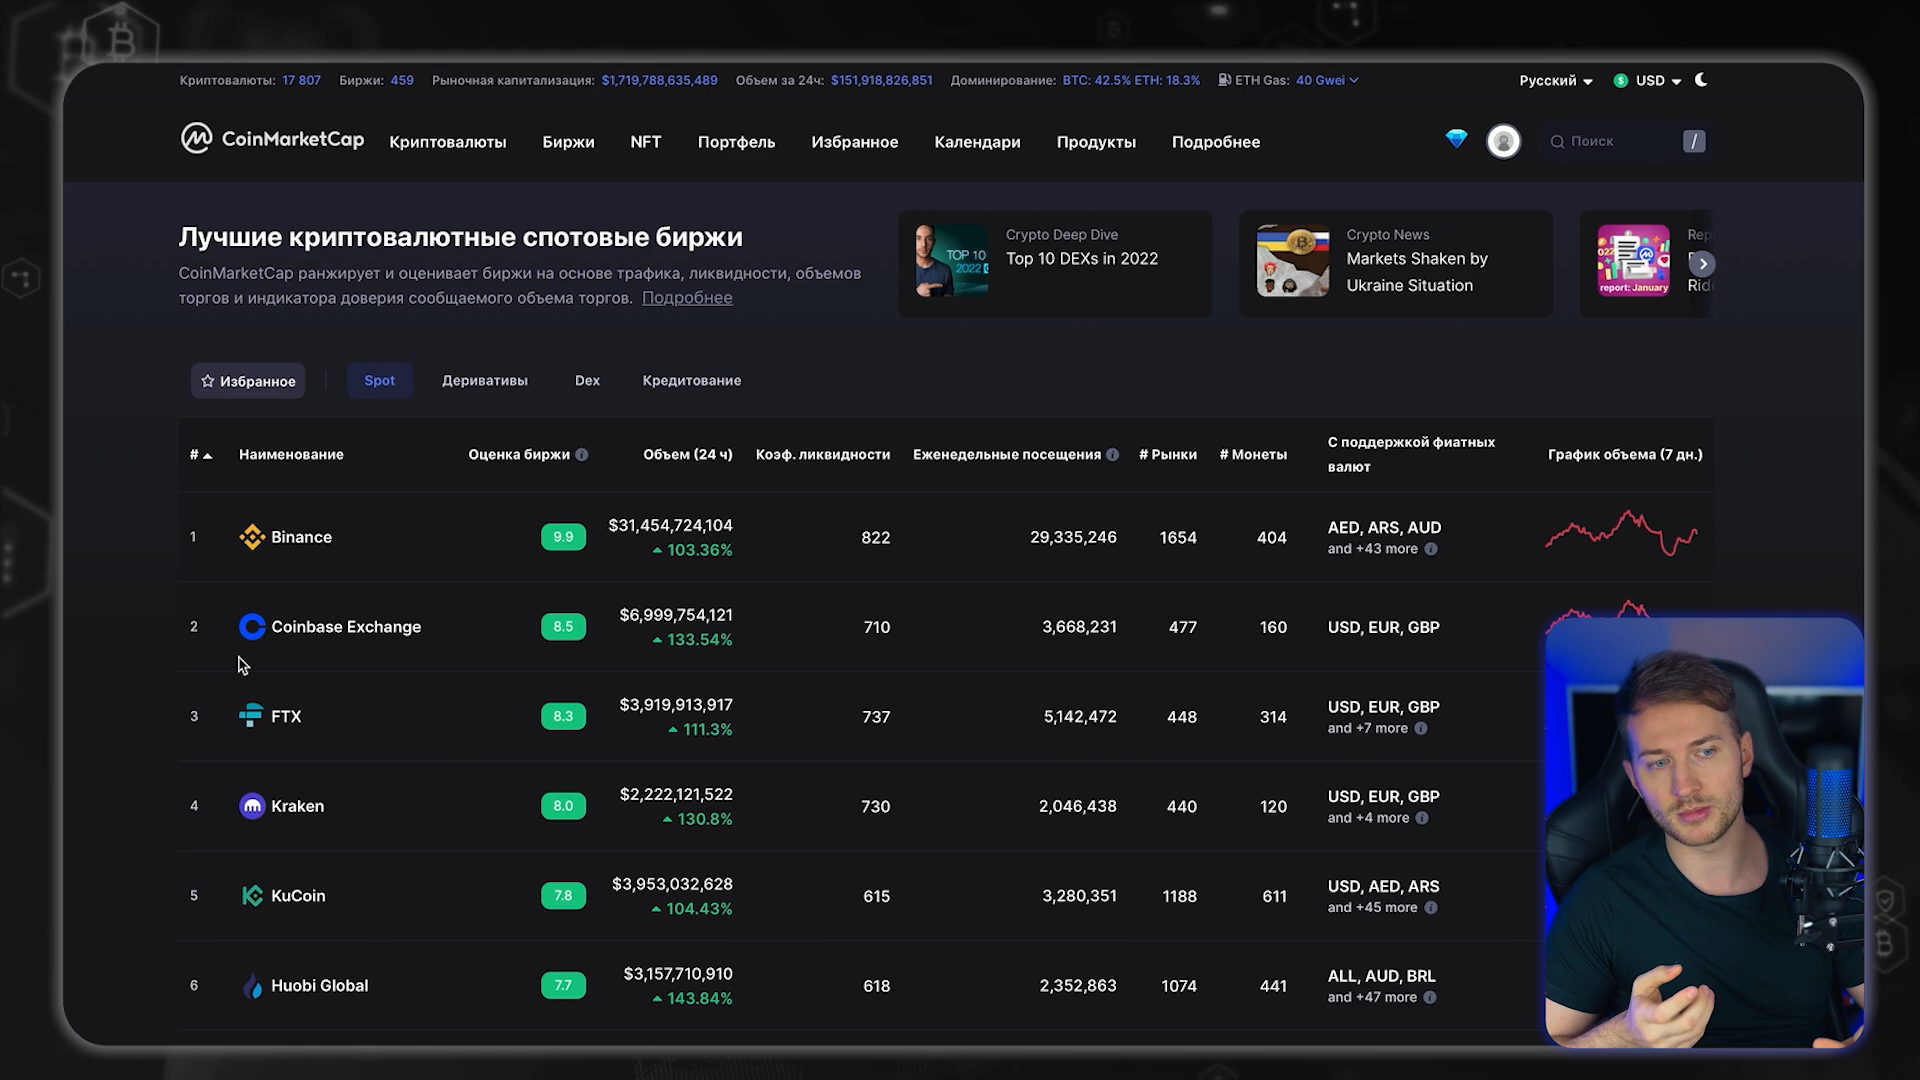 Криптовалюты: 17 807 Биржи: 459 Рыночная капитализация: $1,719,788,635,489 Объем за 24ч: $151,918,826,851 Доминирование: BTC: 42.5% ETH: 18.3% ETH Gas: 40 Gwei Русский USD
CoinMarketCap Криптовалюты Биржи NFT Портфель Избранное Календари Продукты Подробнее Поиск /
Лучшие криптовалютные спотовые биржи
CoinMarketCap ранжирует и оценивает биржи на основе трафика, ликвидности, объемов
торгов и индикатора доверия сообщаемого объема торгов. Подробнее
TOP 10
2022
Crypto Deep Dive
Top 10 DEXs in 2022
Crypto News
Markets Shaken by
Ukraine Situation
report: January
Избранное Spot Деривативы Dex Кредитование
# Наименование Оценка биржи Объем (24 ч) Коэф. ликвидности Еженедельные посещения # Рынки # Монеты С поддержкой фиатных
валют График объема (7 дн.)
1 Binance 9.9 $31,454,724,104 822 29,335,246 1654 404 AED, ARS, AUD
103.36% and +43 more
2 Coinbase Exchange 8.5 $6,999,754,121 710 3,668,231 477 160 USD, EUR, GBP
133.54%
3 FTX 8.3 $3,919,913,917 737 5,142,472 448 314 USD, EUR, GBP
111.3% and +7 more
4 Kraken 8.0 $2,222,121,522 730 2,046,438 440 120 USD, EUR, GBP
130.8% and +4 more
5 KuCoin 7.8 $3,953,032,628 615 3,280,351 1188 611 USD, AED, ARS
104.43% and +45 more
6 Huobi Global 7.7 $3,157,710,910 618 2,352,863 1074 441 ALL, AUD, BRL
143.84% and +47 more